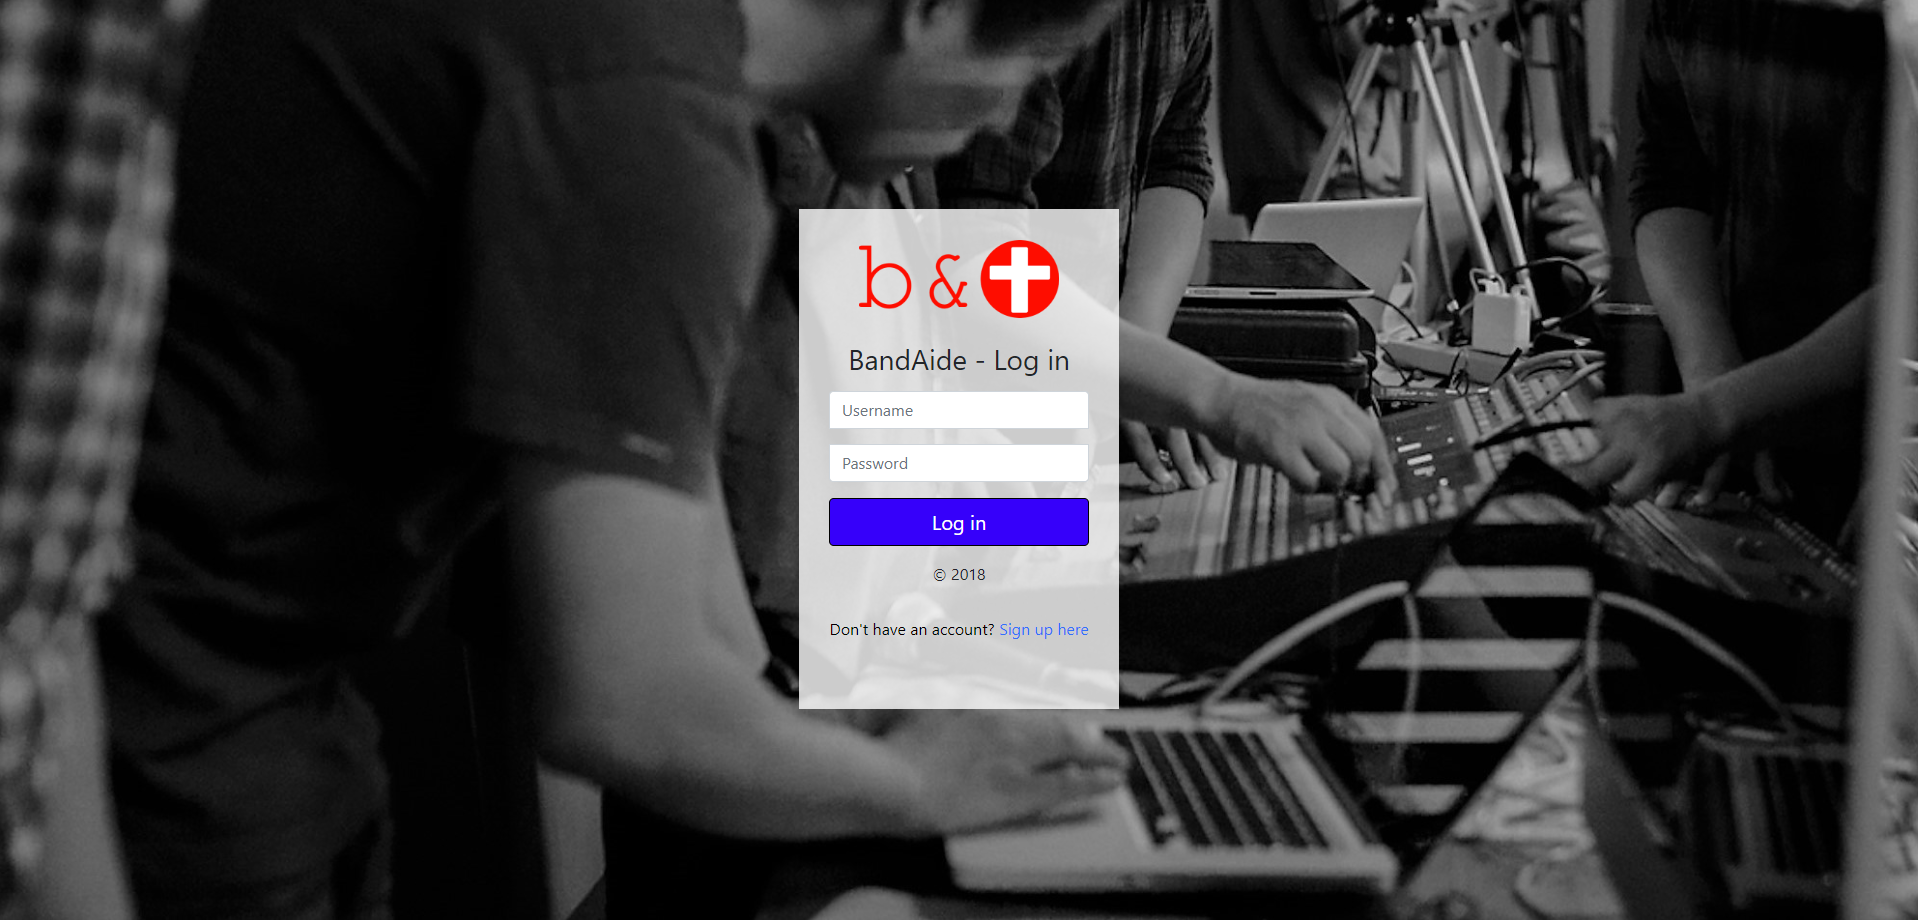 b &
BandAide - Log in
Username
Password
Log in
© 2018
Don't have an account? Sign up here